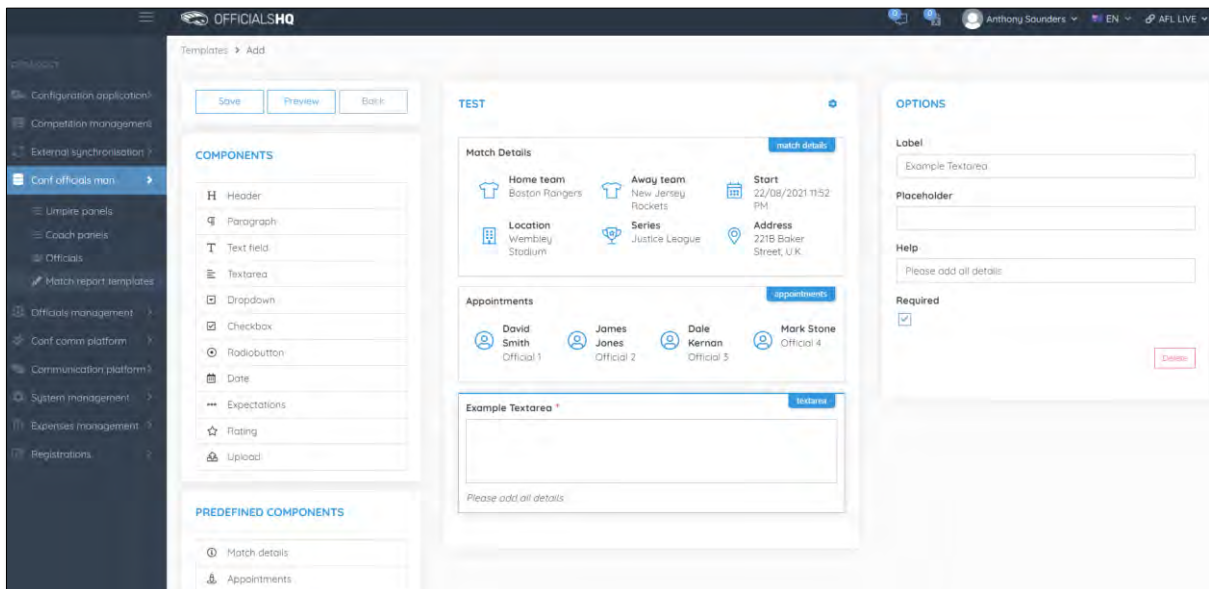 OFFICIALSHQ
Anthony Saunders
EN
AFL LIVE
Templates > Add
Configuration application
Competition management
External synchronisation
Conf officials man
Umpire panels
Coach panels
Officials
Match report templates
Officials management
Conf comm platform
Communication platform
System management
Expenses management
Registrations
Save
Preview
Back
COMPONENTS
H Header
Paragraph
T Text field
Textarea
Dropdown
Checkbox
Radiobutton
Date
Expectations
Rating
Upload
PREDEFINED COMPONENTS
Match details
Appointments
TEST
match details
Match Details
Home team
Boston Rangers
Away team
New Jersey
Rockets
Start
22/08/2021 11:52
PM
Location
Wembley
Stadium
Series
Justice League
Address
221B Baker
Street, U.K
appointments
Appointments
David
Smith
Official 1
James
Jones
Official 2
Dale
Kernan
Official 3
Mark Stone
Official 4
textarea
Example Textarea *
Please add all details
OPTIONS
Label
Example Textarea
Placeholder
Help
Please add all details
Required
Delete